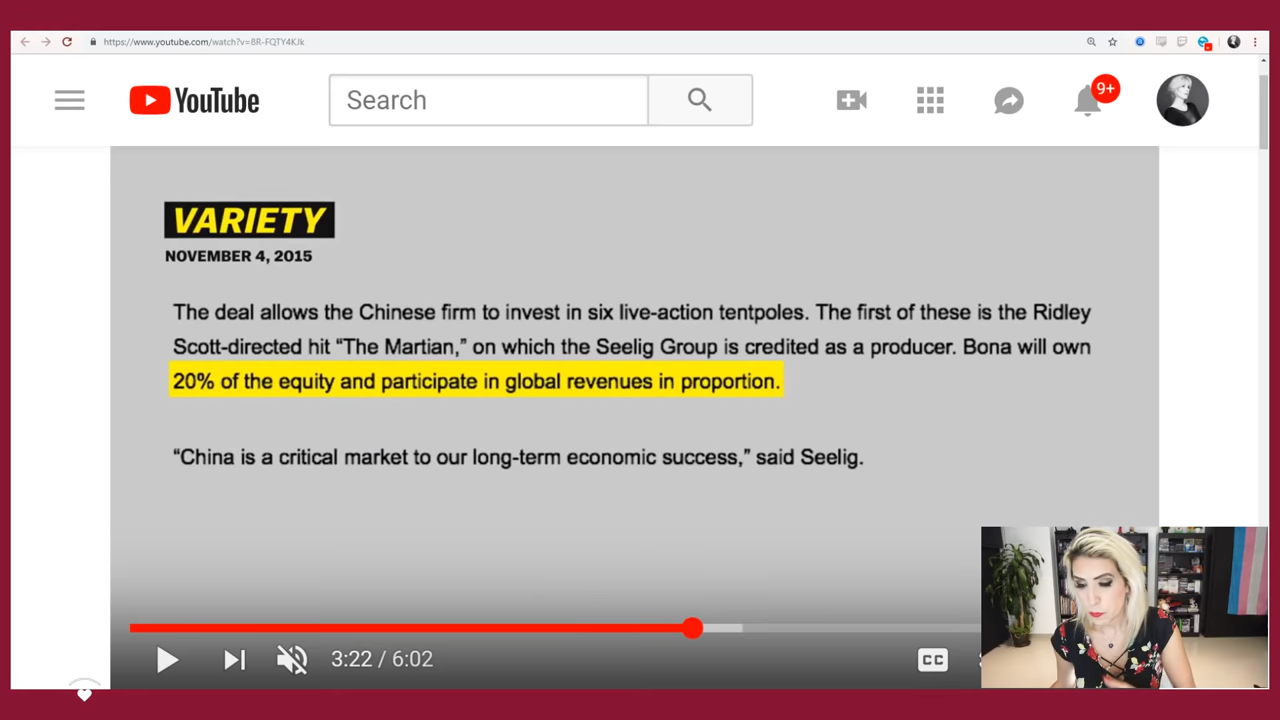 https://www.youtube.com/watch?v=8R-FQTY4KJk
YouTube
Search
9+
VARIETY
NOVEMBER 4, 2015
The deal allows the Chinese firm to invest in six live-action tentpoles. The first of these is the Ridley
Scott-directed hit “The Martian,” on which the Seelig Group is credited as a producer. Bona will own
20% of the equity and participate in global revenues in proportion.
“China is a critical market to our long-term economic success,” said Seelig.
3:22 / 6:02
CC